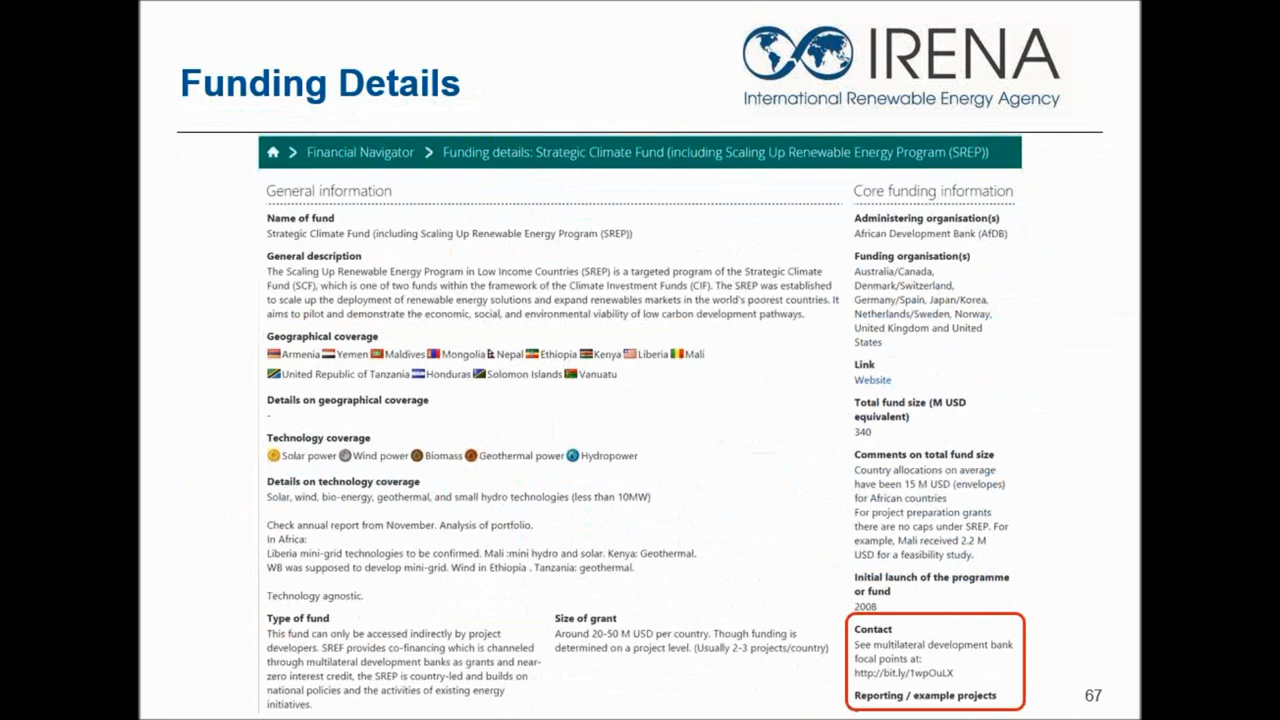 Funding Details
IRENA
International Renewable Energy Agency
Financial Navigator
Funding details: Strategic Climate Fund (including Scaling Up Renewable Energy Program (SREP))
General information
Name of fund
Strategic Climate Fund (including Scaling Up Renewable Energy Program (SREP))
General description
The Scaling Up Renewable Energy Program in Low Income Countries (SREP) is a targeted program of the Strategic Climate
Fund (SCF), which is one of two funds within the framework of the Climate Investment Funds (CIF). The SREP was established
to scale up the deployment of renewable energy solutions and expand renewables markets in the world's poorest countries. It
aims to pilot and demonstrate the economic, social, and environmental viability of low carbon development pathways.
Geographical coverage
Armenia Yemen Maldives Mongolia Nepal Ethiopia Kenya Liberia Mali
United Republic of Tanzania Honduras Solomon Islands Vanuatu
Details on geographical coverage
-
Technology coverage
Solar power Wind power Biomass Geothermal power Hydropower
Details on technology coverage
Solar, wind, bio-energy, geothermal, and small hydro technologies (less than 10MW)
Check annual report from November. Analysis of portfolio.
In Africa:
Liberia mini-grid technologies to be confirmed. Mali :mini hydro and solar. Kenya: Geothermal.
WB was supposed to develop mini-grid. Wind in Ethiopia . Tanzania: geothermal.
Technology agnostic.
Type of fund
This fund can only be accessed indirectly by project
developers. SREF provides co-financing which is channeled
through multilateral development banks as grants and near-
zero interest credit, the SREP is country-led and builds on
national policies and the activities of existing energy
initiatives.
Size of grant
Around 20-50 M USD per country. Though funding is
determined on a project level. (Usually 2-3 projects/country)
Core funding information
Administering organisation(s)
African Development Bank (AfDB)
Funding organisation(s)
Australia/Canada,
Denmark/Switzerland,
Germany/Spain, Japan/Korea,
Netherlands/Sweden, Norway,
United Kingdom and United
States
Link
Website
Total fund size (M USD
equivalent)
340
Comments on total fund size
Country allocations on average
have been 15 M USD (envelopes)
for African countries
For project preparation grants
there are no caps under SREP. For
example, Mali received 2.2 M
USD for a feasibility study.
Initial launch of the programme
or fund
2008
Contact
See multilateral development bank
focal points at:
http://bit.ly/1wpOuLX
Reporting / example projects
67